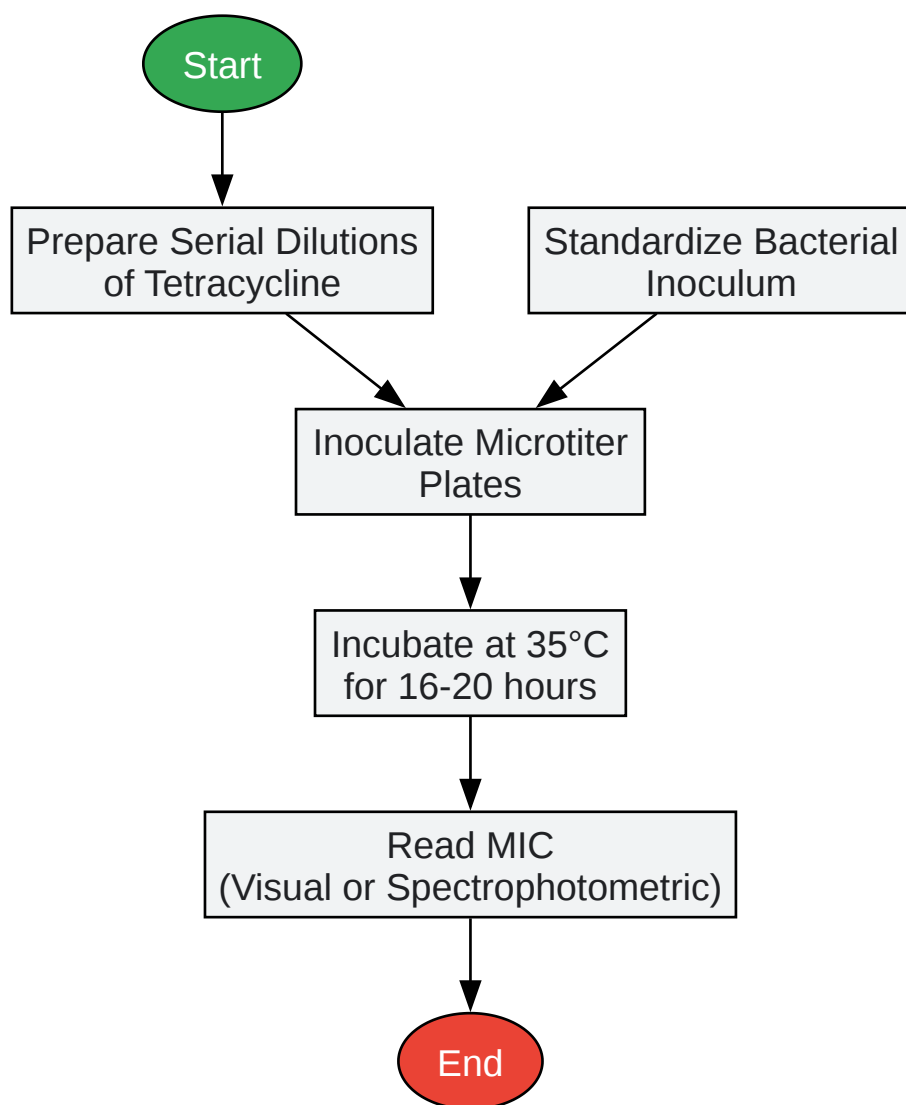 Start
Prepare Serial Dilutions
of Tetracycline
Standardize Bacterial
Inoculum
Inoculate Microtiter
Plates
Incubate at 35°C
for 16-20 hours
Read MIC
(Visual or Spectrophotometric)
End